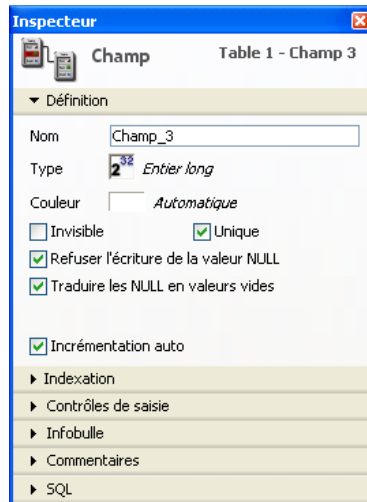 Inspecteur
Champ Table 1 - Champ 3
Définition
Nom Champ_3
Type 2^32 Entier long
Couleur Automatique
Invisible Unique
Refuser l'écriture de la valeur NULL
Traduire les NULL en valeurs vides
Incrémentation auto
Indexation
Contrôles de saisie
Infobulle
Commentaires
SQL